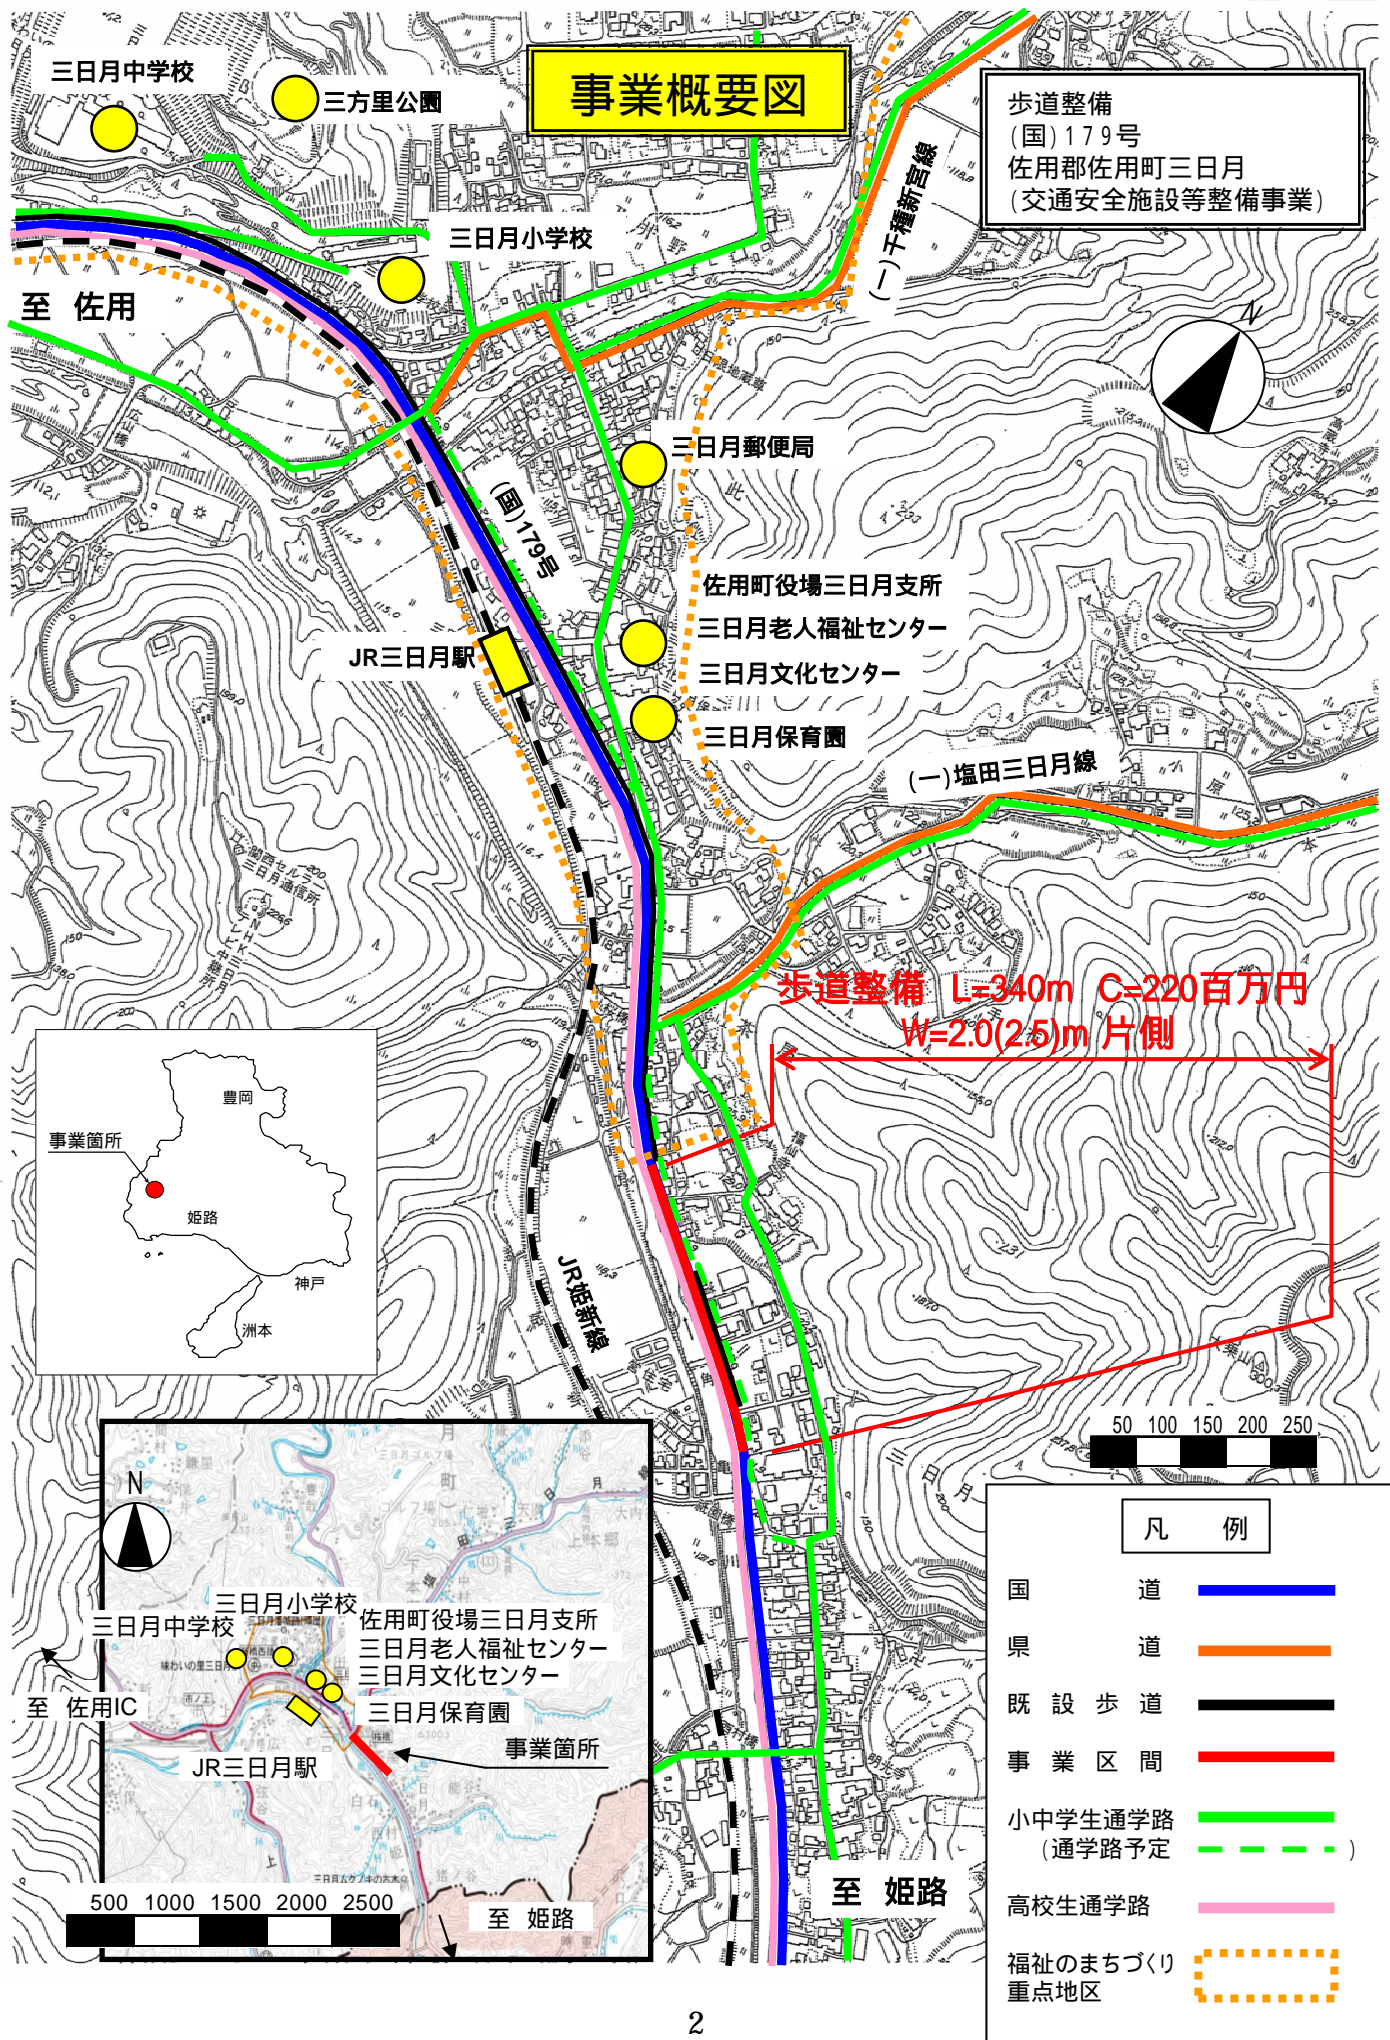 事業概要図
歩道整備
(国)179号
佐用郡佐用町三日月
(交通安全施設等整備事業)
三日月中学校
三方里公園
三日月小学校
(一)千種新宮線
至 佐用
N
三日月郵便局
(国)179号
佐用町役場三日月支所
三日月老人福祉センター
三日月文化センター
JR三日月駅
三日月保育園
(一)塩田三日月線
歩道整備 L=340m C=220百万円
W=2.0(2.5)m 片側
豊岡
事業箇所
姫路
神戸
洲本
JR姫新線
50 100 150 200 250
N
三日月小学校
三日月中学校
佐用町役場三日月支所
三日月老人福祉センター
三日月文化センター
三日月保育園
至 佐用IC
JR三日月駅
事業箇所
500 1000 1500 2000 2500
至 姫路
至 姫路
凡 例
国 道
県 道
既 設 歩 道
事 業 区 間
小中学生通学路
(通学路予定 )
高校生通学路
福祉のまちづくり
重点地区
2